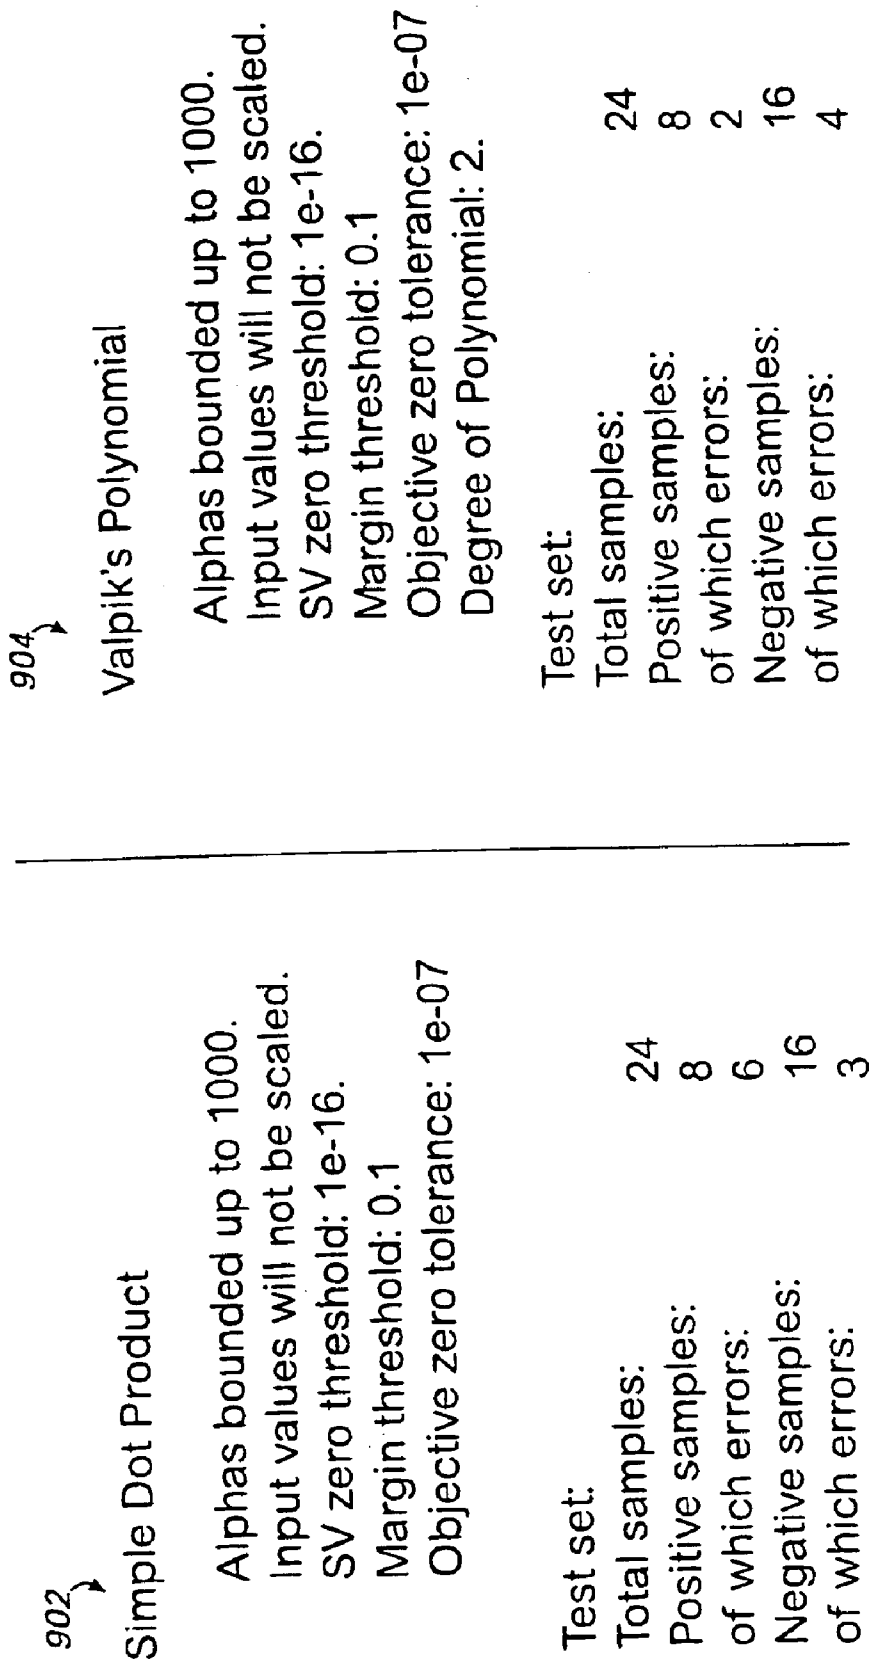 902
Simple Dot Product
Alphas bounded up to 1000.
Input values will not be scaled.
SV zero threshold: 1e-16.
Margin threshold: 0.1
Objective zero tolerance: 1e-07
Test set:
Total samples: 24
Positive samples: 8
of which errors: 6
Negative samples: 16
of which errors: 3
904
Valpik's Polynomial
Alphas bounded up to 1000.
Input values will not be scaled.
SV zero threshold: 1e-16.
Margin threshold: 0.1
Objective zero tolerance: 1e-07
Degree of Polynomial: 2.
Test set:
Total samples: 24
Positive samples: 8
of which errors: 2
Negative samples: 16
of which errors: 4